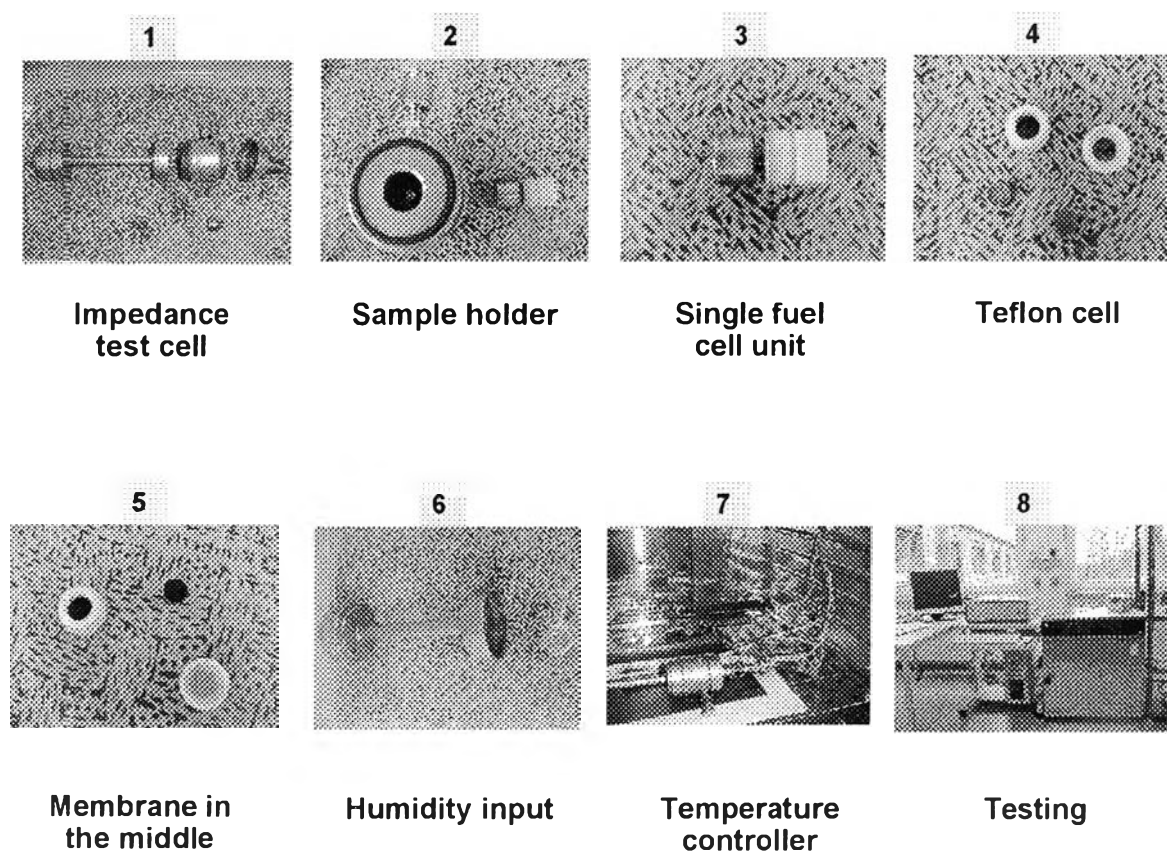 1
2
3
4
Impedance
test cell
Sample holder
Single fuel
cell unit
Teflon cell
5
6
7
8
Membrane in
the middle
Humidity input
Temperature
controller
Testing